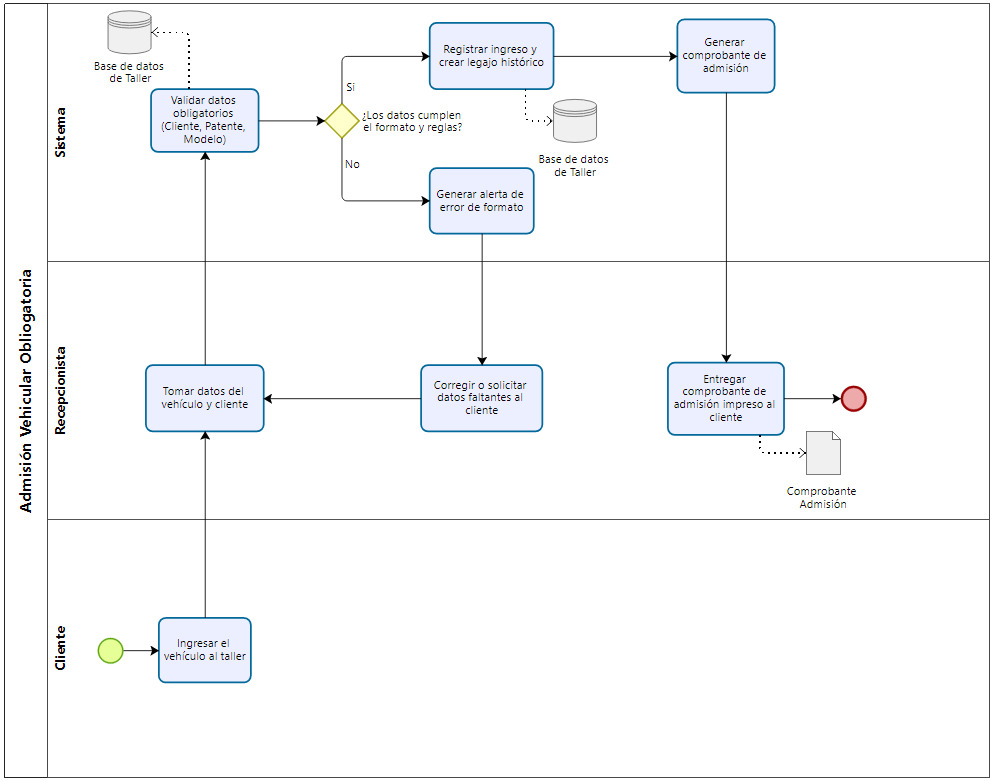 Admisión Vehicular Obliogatoria
Sistema
Base de datos
de Taller
Validar datos
obligatorios
(Cliente, Patente,
Modelo)
¿Los datos cumplen
el formato y reglas?
Si
No
Registrar ingreso y
crear legajo histórico
Base de datos
de Taller
Generar alerta de
error de formato
Generar
comprobante de
admisión
Recepcionista
Tomar datos del
vehículo y cliente
Corregir o solicitar
datos faltantes al
cliente
Entregar
comprobante de
admisión impreso al
cliente
Comprobante
Admisión
Cliente
Ingresar el
vehículo al taller